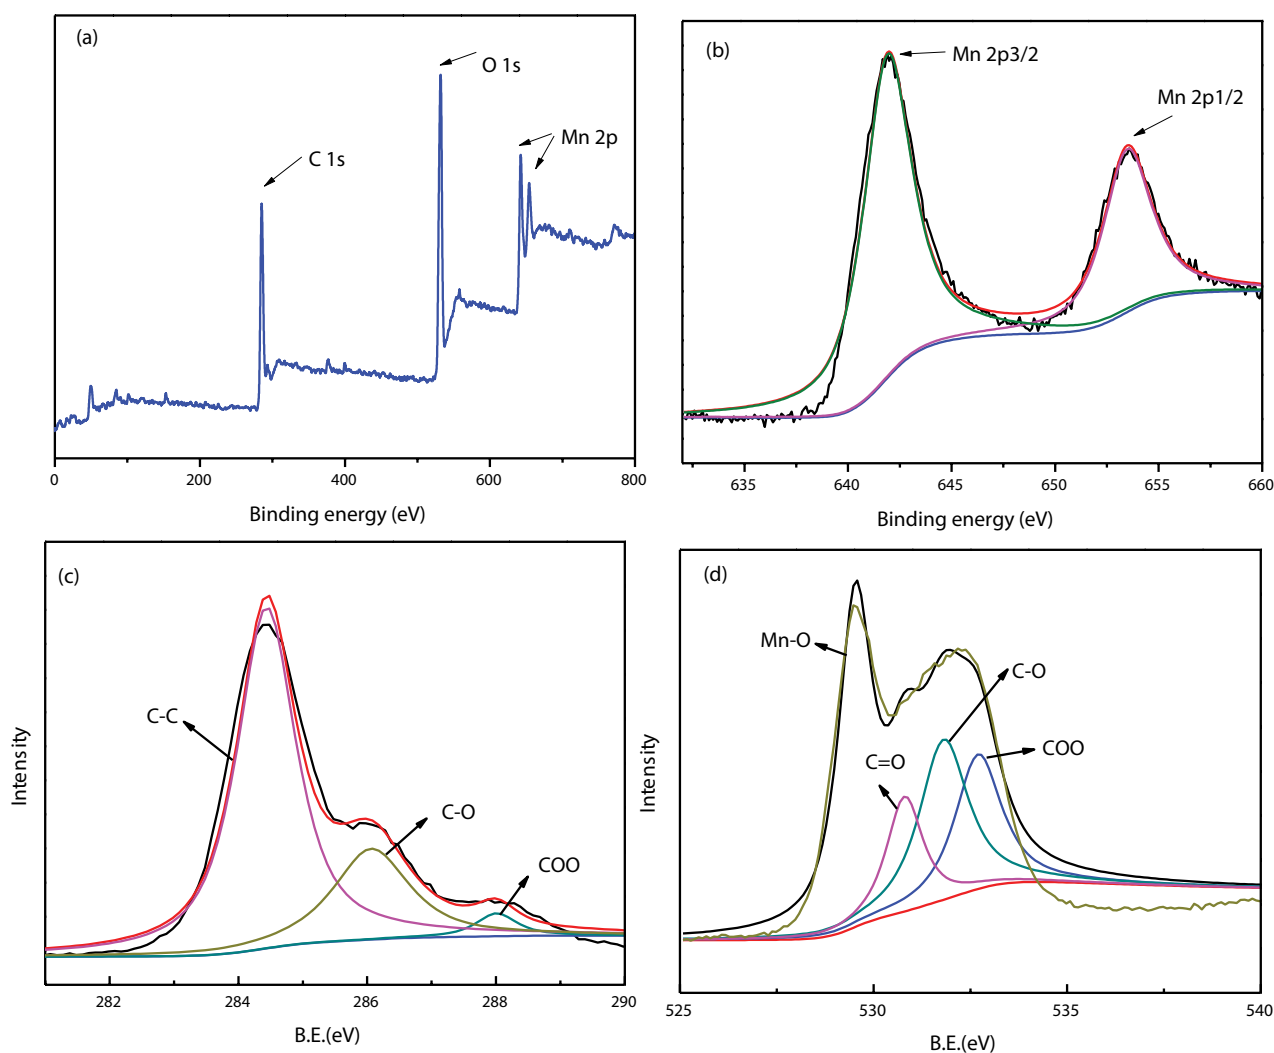 (a)
O 1s
Mn 2p
C 1s
0 200 400 600 800
Binding energy (eV)
(b)
Mn 2p3/2
Mn 2p1/2
635 640 645 650 655 660
Binding energy (eV)
(c)
C-C
C-O
COO
Intensity
282 284 286 288 290
B.E.(eV)
(d)
Mn-O
C-O
C=O
COO
Intensity
525 530 535 540
B.E.(eV)